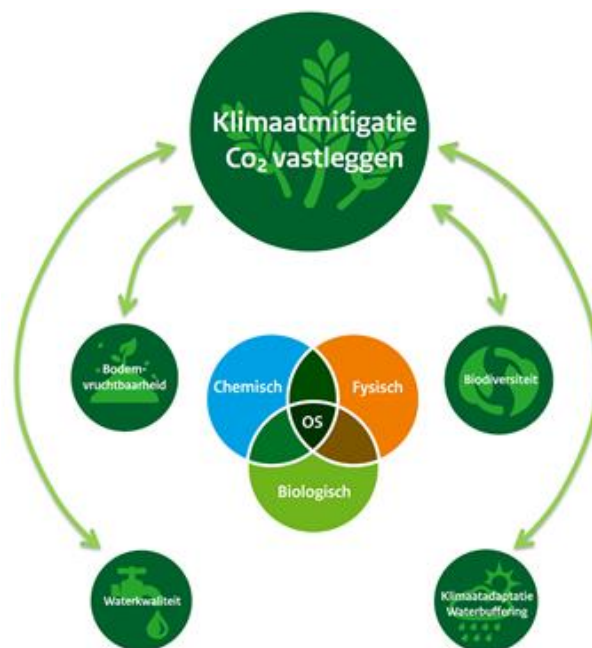 Klimaatmitigatie
Co₂ vastleggen
Bodem-
vruchtbaarheid
Chemisch
Fysisch
Biodiversiteit
OS
Biologisch
Waterkwaliteit
Klimaatadaptatie
Waterbuffering